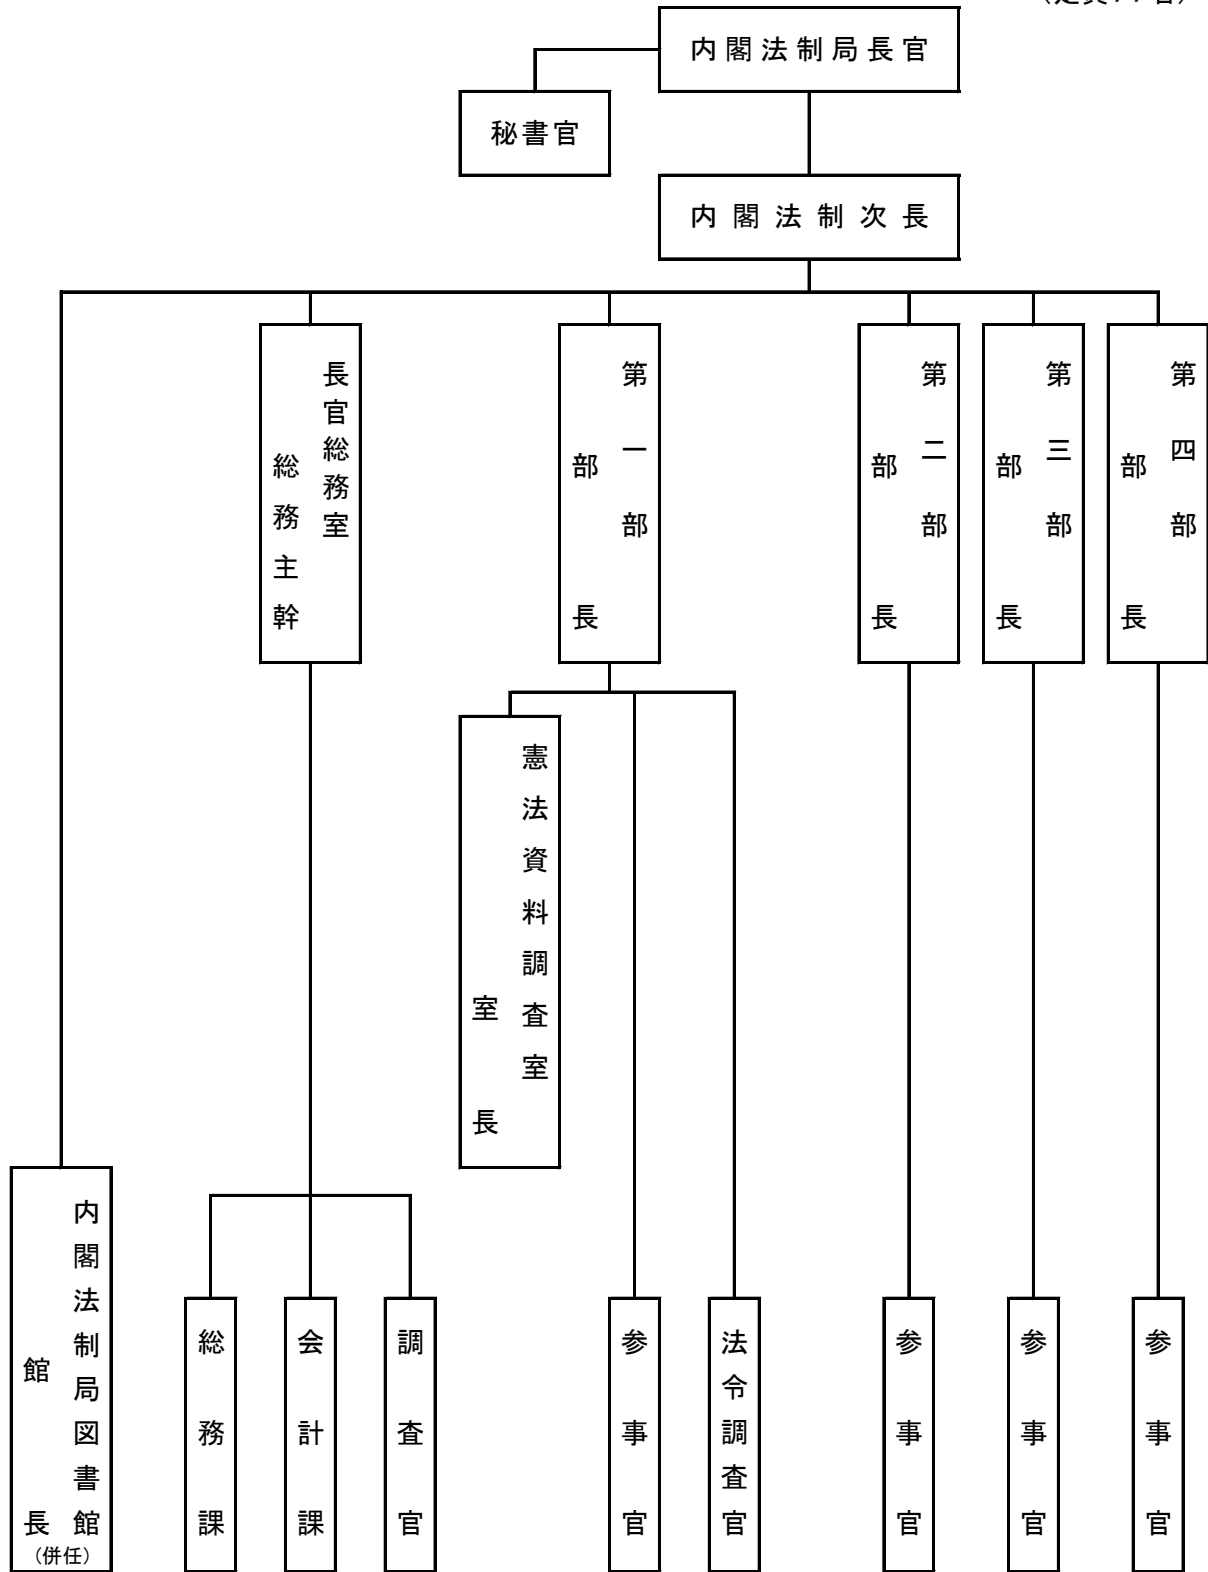 内閣法制局長官
秘書官
内閣法制次長
長官総務室
総務主幹
第一部
部長
第二部
部長
第三部
部長
第四部
部長
憲法資料調査室
室長
内閣法制局図書館
館長
(併任)
総務課
会計課
調査官
参事官
法令調査官
参事官
参事官
参事官